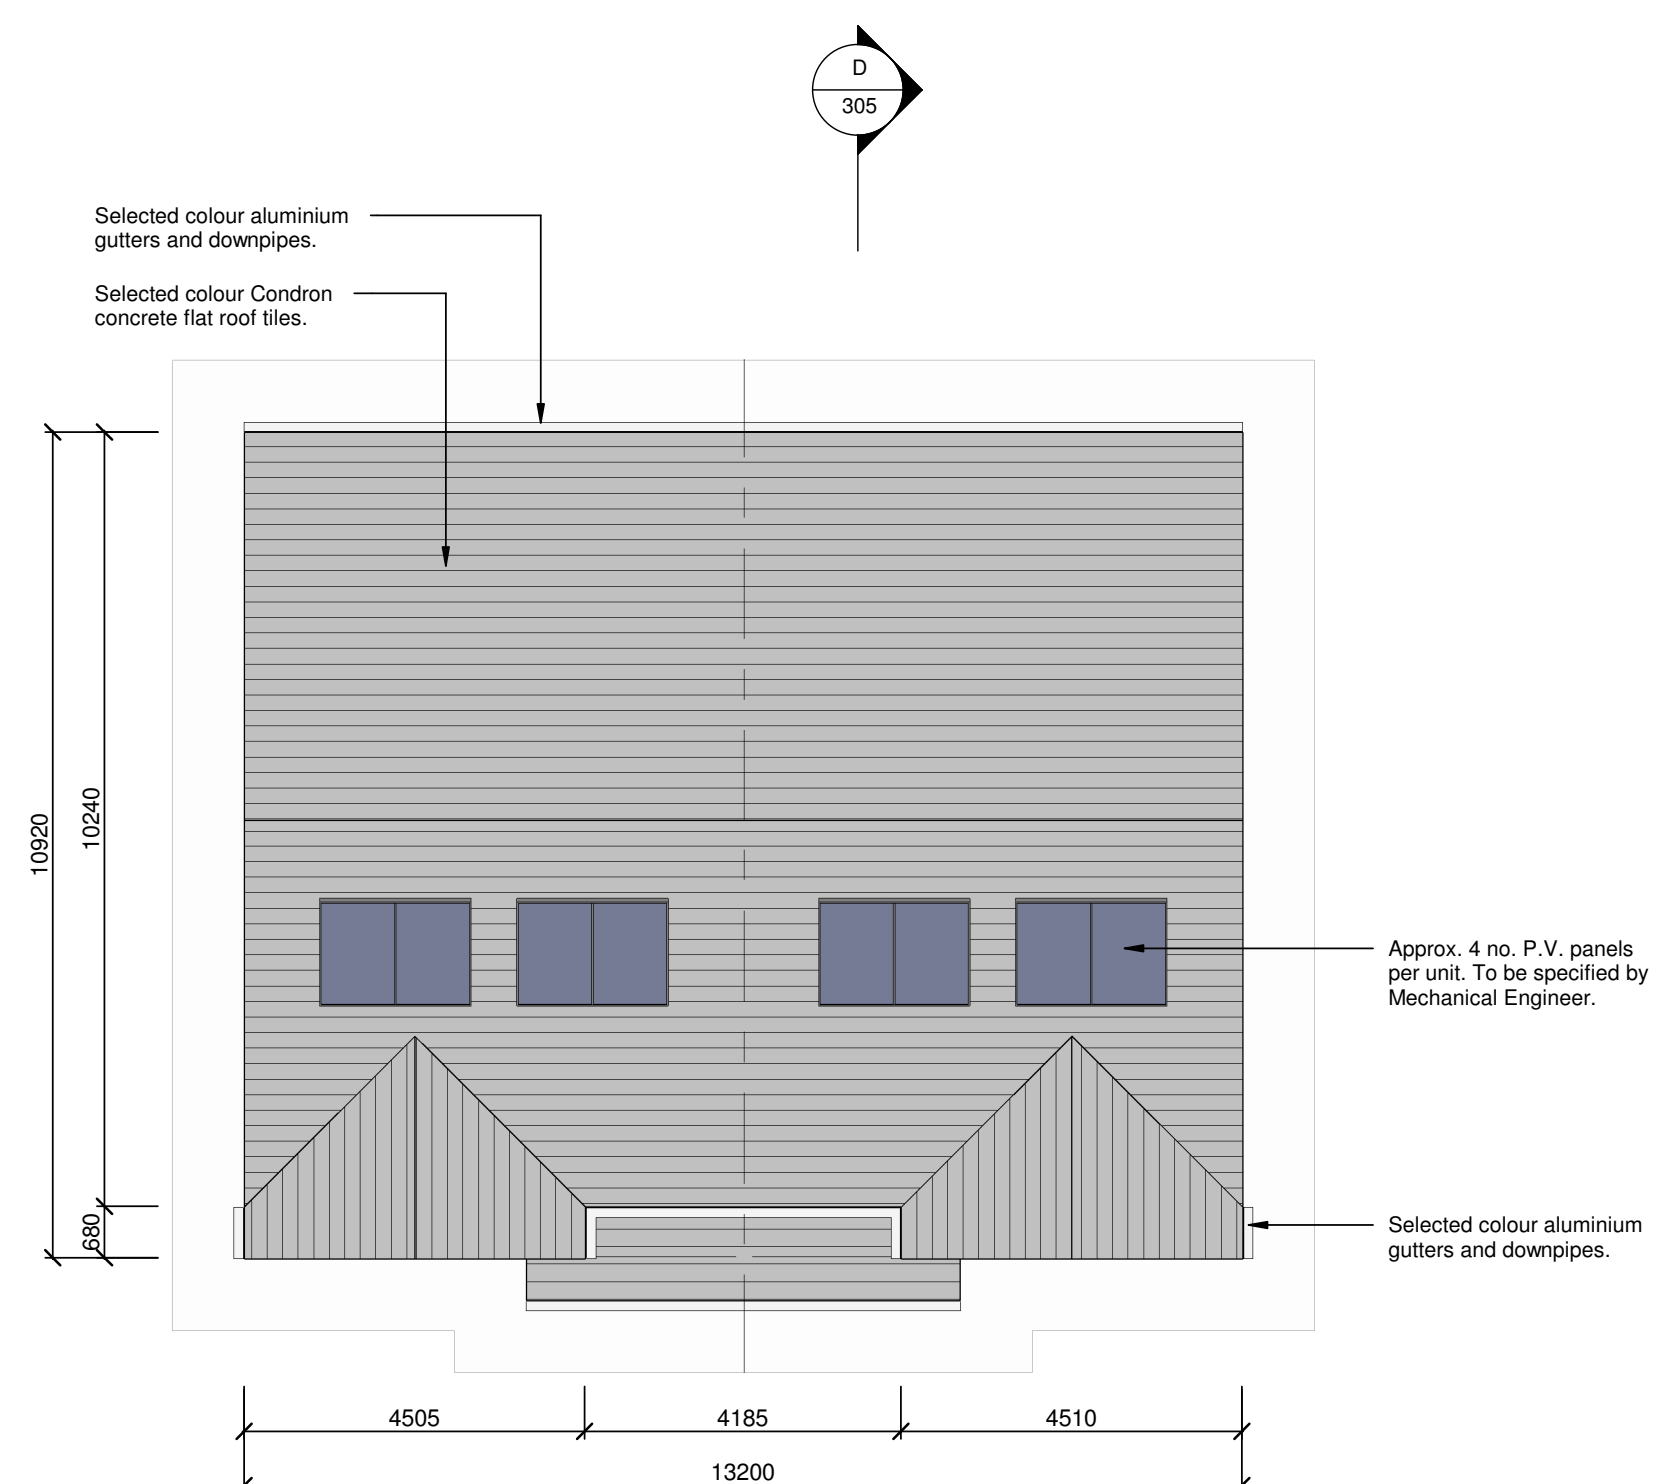 D
305
Selected colour aluminium
gutters and downpipes.
Selected colour Condron
concrete flat roof tiles.
10920
10240
680
Approx. 4 no. P.V. panels
per unit. To be specified by
Mechanical Engineer.
Selected colour aluminium
gutters and downpipes.
4505
4185
4510
13200